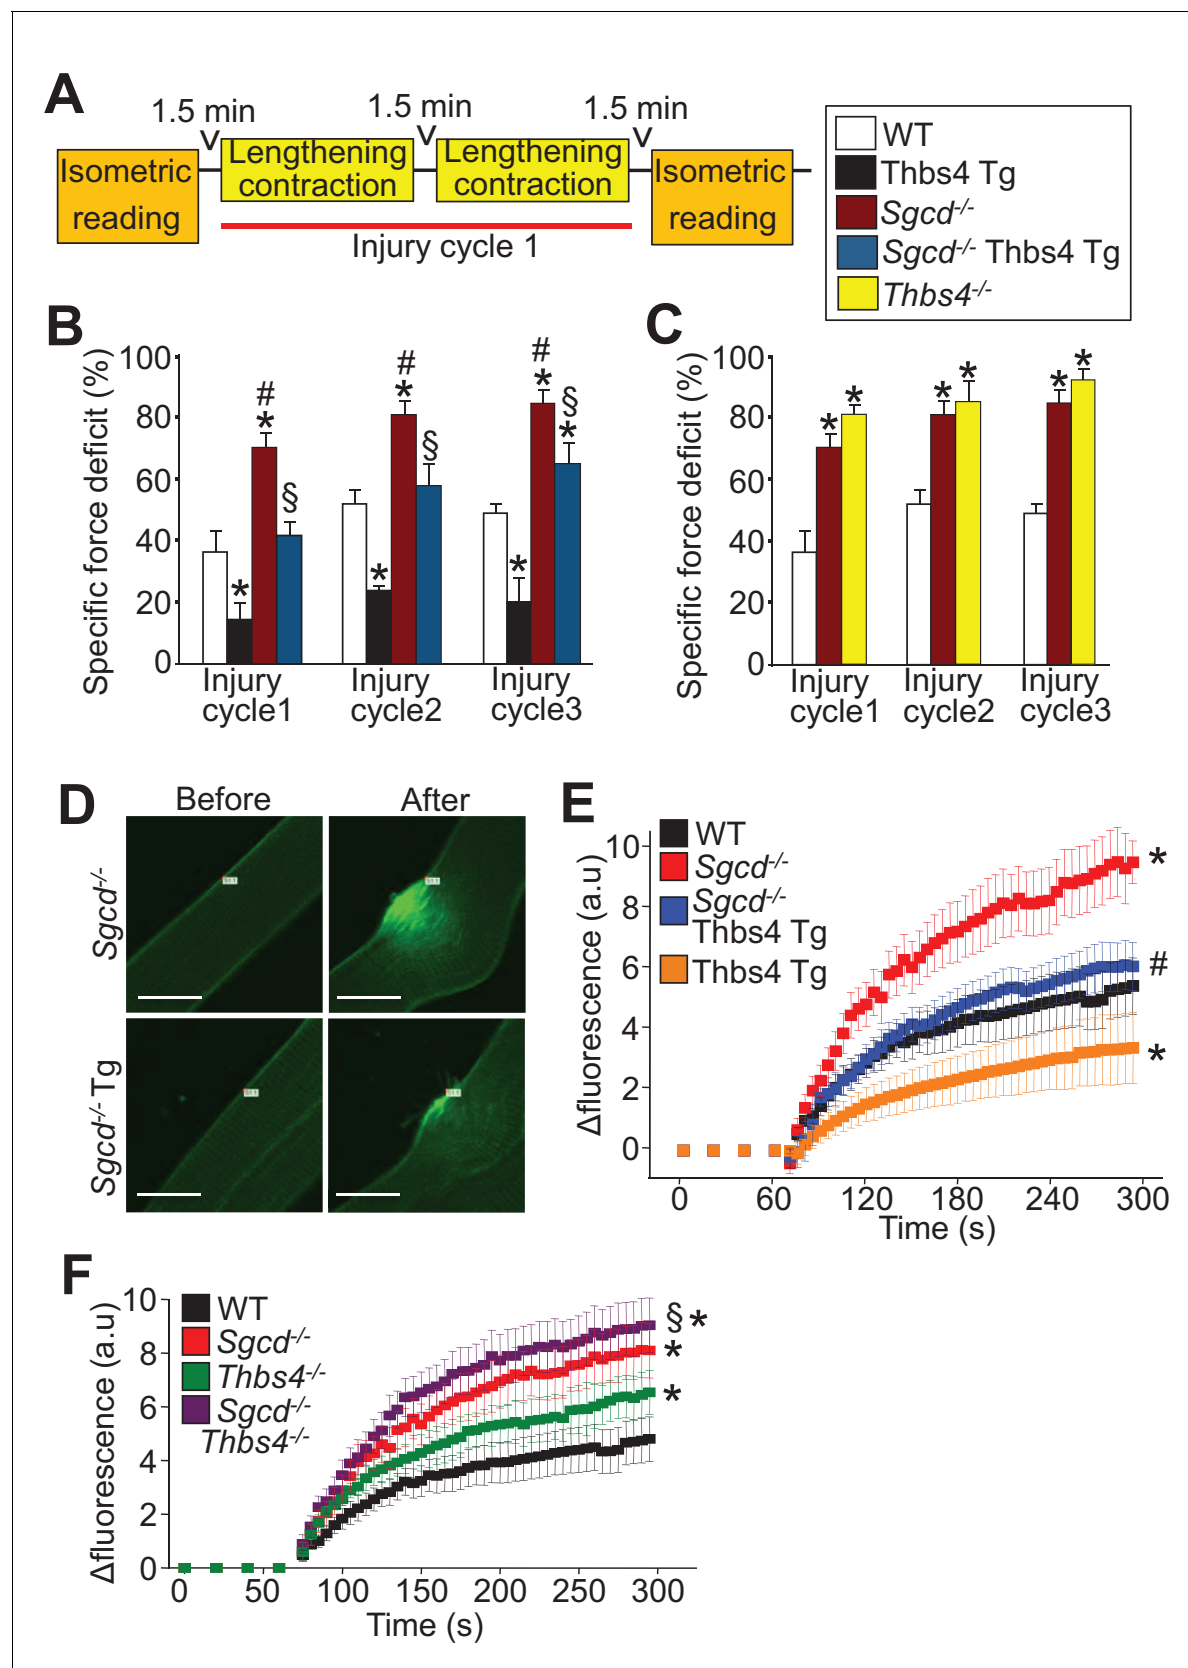 A
1.5 min
1.5 min
1.5 min
Isometric
reading
Lengthening
contraction
Lengthening
contraction
Isometric
reading
Injury cycle 1
WT
Thbs4 Tg
Sgcd-/-
Sgcd-/- Thbs4 Tg
Thbs4-/-
B
Specific force deficit (%)
100
80
60
40
20
0
*
#
*
§
*
#
*
§
*
#
*
§
*
Injury
cycle1
Injury
cycle2
Injury
cycle3
C
Specific force deficit (%)
100
80
60
40
20
0
*
*
*
*
*
*
Injury
cycle1
Injury
cycle2
Injury
cycle3
D
Before
After
Sgcd-/-
Sgcd-/- Tg
E
WT
Sgcd-/-
Sgcd-/-
Thbs4 Tg
Thbs4 Tg
Δfluorescence (a.u)
10
8
6
4
2
0
*
#
*
0
60
120
180
240
300
Time (s)
F
WT
Sgcd-/-
Thbs4-/-
Sgcd-/-
Thbs4-/-
Δfluorescence (a.u)
10
8
6
4
2
0
§ *
*
*
0
50
100
150
200
250
300
Time (s)